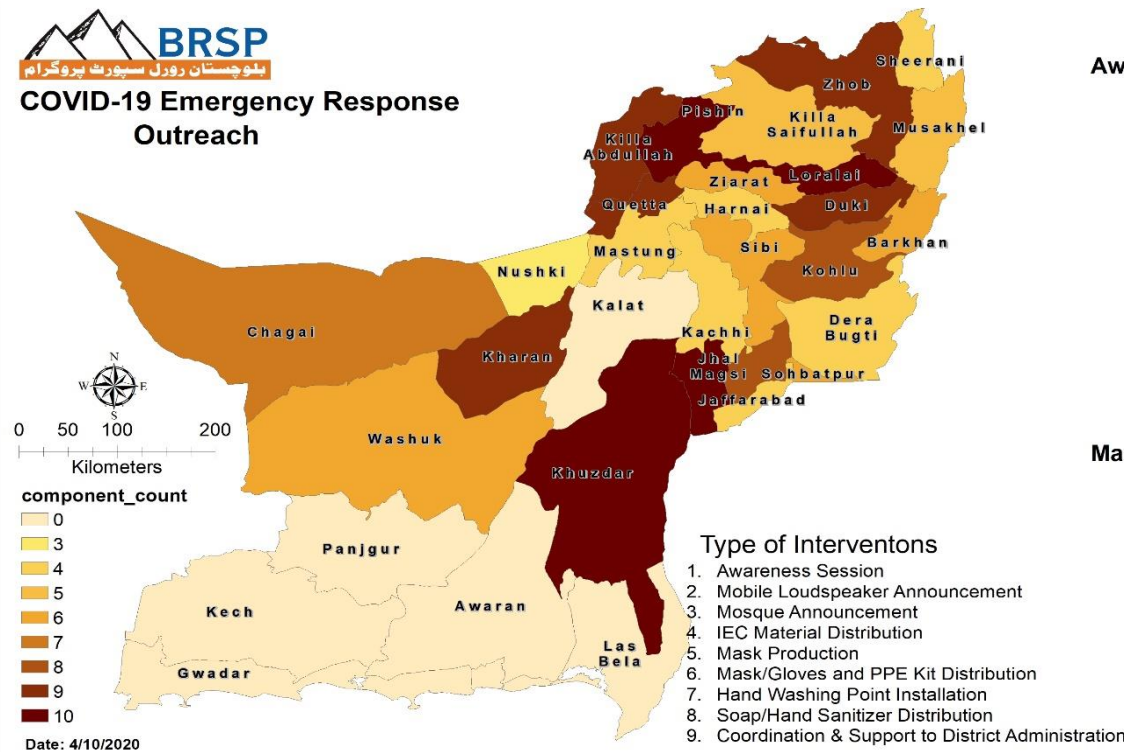 BRSP
بلوچستان رورل سپورٹ پروگرام
COVID-19 Emergency Response
Outreach
Aw
Sheerani
Zhob
Pishin
Killa
Saifullah
Musakhel
Killa
Abdullah
Loralai
Ziarat
Quetta
Harnai
Duki
Sibi
Barkhan
Mastung
Nushki
Kohlu
Kalat
Chagai
Kachhi
Dera
Bugti
Kharan
Jhal
Magsi
Sohbatpur
Jaffarabad
N
W
E
S
0 50 100 200
Kilometers
Washuk
Ma
Khuzdar
component_count
0
3
4
5
6
7
8
9
10
Panjgur
Kech
Awaran
Gwadar
Las
Bela
Type of Interventons
1. Awareness Session
2. Mobile Loudspeaker Announcement
3. Mosque Announcement
4. IEC Material Distribution
5. Mask Production
6. Mask/Gloves and PPE Kit Distribution
7. Hand Washing Point Installation
8. Soap/Hand Sanitizer Distribution
9. Coordination & Support to District Administration
Date: 4/10/2020